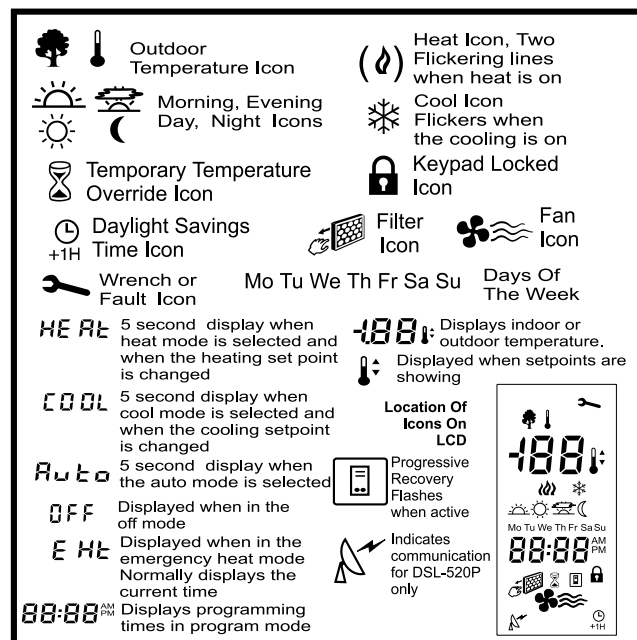 Outdoor
Temperature Icon
Heat Icon, Two
Flickering lines
when heat is on
Morning, Evening
Day, Night Icons
Cool Icon
Flickers when
the cooling is on
Temporary Temperature
Override Icon
Keypad Locked
Icon
+1H
Daylight Savings
Time Icon
Filter
Icon
Fan
Icon
Wrench or
Fault Icon
Mo Tu We Th Fr Sa Su
Days Of
The Week
HEAt
5 second display when
heat mode is selected and
when the heating set point
is changed
-188
Displays indoor or
outdoor temperature.
Displayed when setpoints are
showing
COOL
5 second display when
cool mode is selected and
when the cooling setpoint
is changed
Location Of
Icons On
LCD
Auto
5 second display when
the auto mode is selected
Progressive
Recovery
Flashes
when active
OFF
Displayed when in the
off mode
E Ht
Displayed when in the
emergency heat mode
Normally displays the
current time
Indicates
communication
for DSL-520P
only
88:88 AM PM
Displays programming
times in program mode
-188
Mo Tu We Th Fr Sa Su
88:88 AM PM
+1H